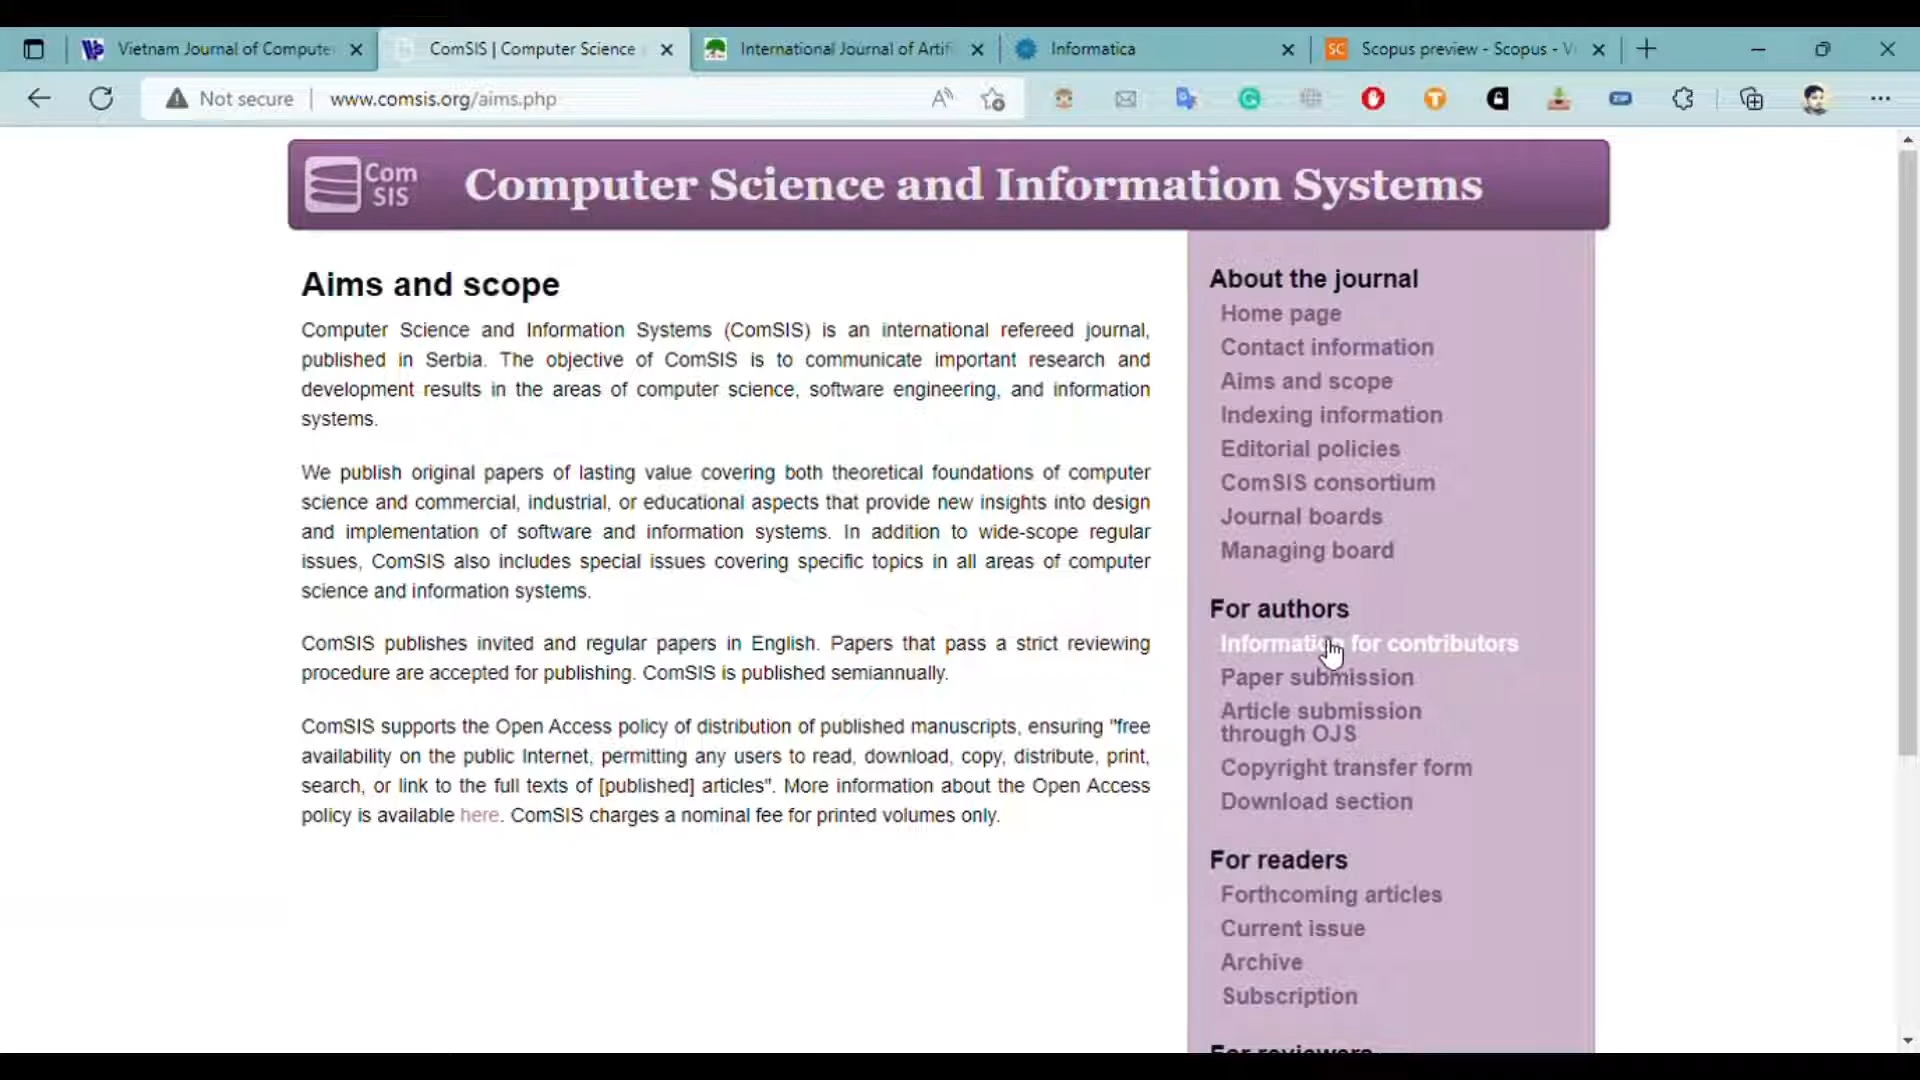 Vietnam Journal of Compute
ComSIS | Computer Science
International Journal of Artif
Informatica
SC
Scopus preview - Scopus - V
Not secure
www.comsis.org/aims.php
Com
SIS
Computer Science and Information Systems
Aims and scope
Computer Science and Information Systems (ComSIS) is an international refereed journal,
published in Serbia. The objective of ComSIS is to communicate important research and
development results in the areas of computer science, software engineering, and information
systems.
We publish original papers of lasting value covering both theoretical foundations of computer
science and commercial, industrial, or educational aspects that provide new insights into design
and implementation of software and information systems. In addition to wide-scope regular
issues, ComSIS also includes special issues covering specific topics in all areas of computer
science and information systems.
ComSIS publishes invited and regular papers in English. Papers that pass a strict reviewing
procedure are accepted for publishing. ComSIS is published semiannually.
ComSIS supports the Open Access policy of distribution of published manuscripts, ensuring "free
availability on the public Internet, permitting any users to read, download, copy, distribute, print,
search, or link to the full texts of [published] articles". More information about the Open Access
policy is available here. ComSIS charges a nominal fee for printed volumes only.
About the journal
Home page
Contact information
Aims and scope
Indexing information
Editorial policies
ComSIS consortium
Journal boards
Managing board
For authors
Information for contributors
Paper submission
Article submission
through OJS
Copyright transfer form
Download section
For readers
Forthcoming articles
Current issue
Archive
Subscription
For reviewers